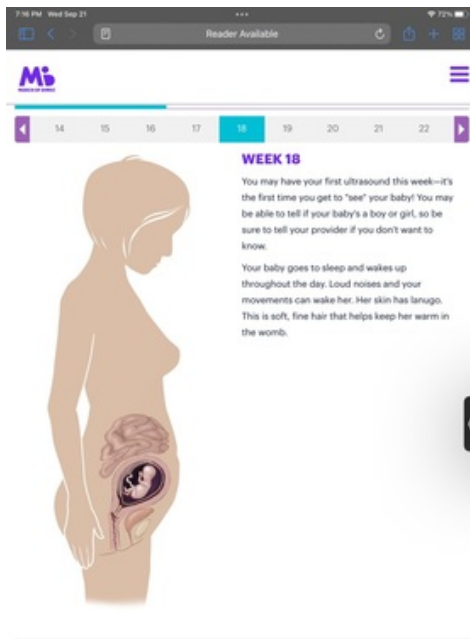 7:16 PM Wed Sep 21
72%
Reader Available
MARCH OF DIMES
14 15 16 17 18 19 20 21 22
WEEK 18
You may have your first ultrasound this week—it's
the first time you get to "see" your baby! You may
be able to tell if your baby's a boy or girl, so be
sure to tell your provider if you don't want to
know.
Your baby goes to sleep and wakes up
throughout the day. Loud noises and your
movements can wake her. Her skin has lanugo.
This is soft, fine hair that helps keep her warm in
the womb.